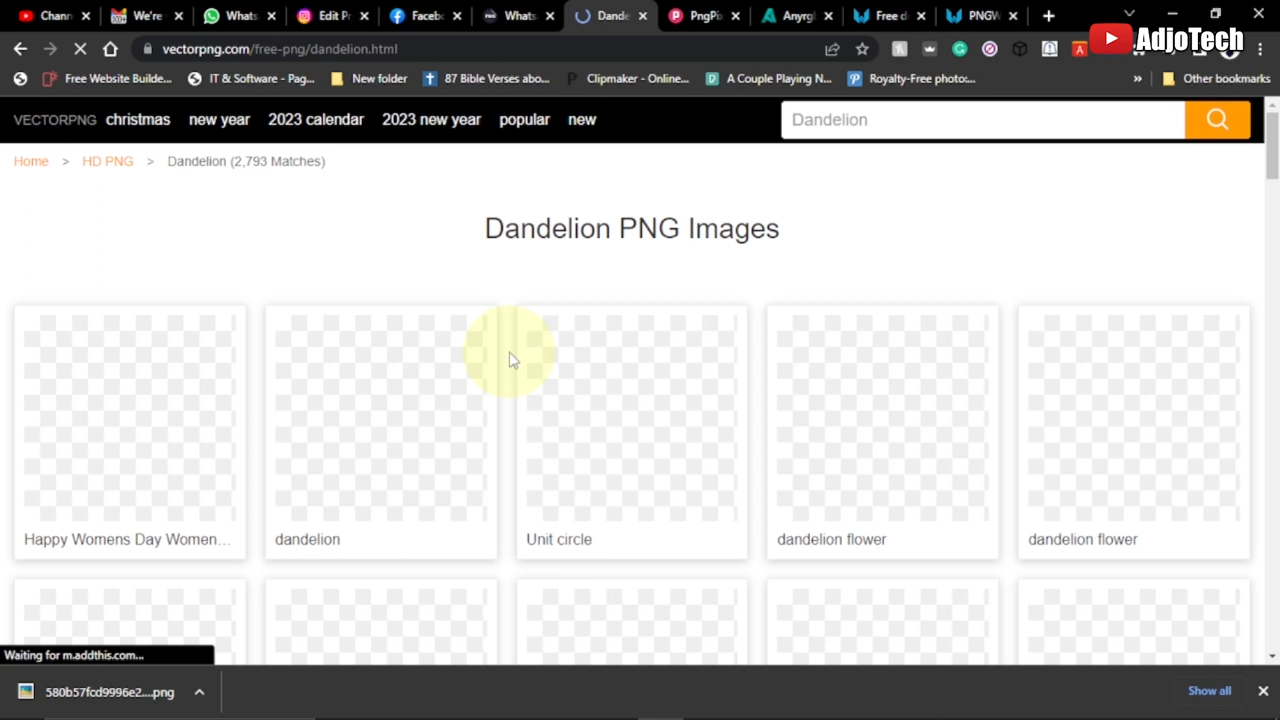 Chann We're Whats Edit Pr Faceb Whats Dande PngPi Anyrg Free d PNGW
vectorpng.com/free-png/dandelion.html
AdjoTech
Free Website Builde... IT & Software - Pag... New folder 87 Bible Verses abo... Clipmaker - Online... A Couple Playing N... Royalty-Free photo:... » Other bookmarks
VECTORPNG christmas new year 2023 calendar 2023 new year popular new Dandelion
Home > HD PNG > Dandelion (2,793 Matches)
Dandelion PNG Images
Happy Womens Day Women... dandelion Unit circle dandelion flower dandelion flower
Waiting for m.addthis.com...
580b57fcd9996e2....png Show all